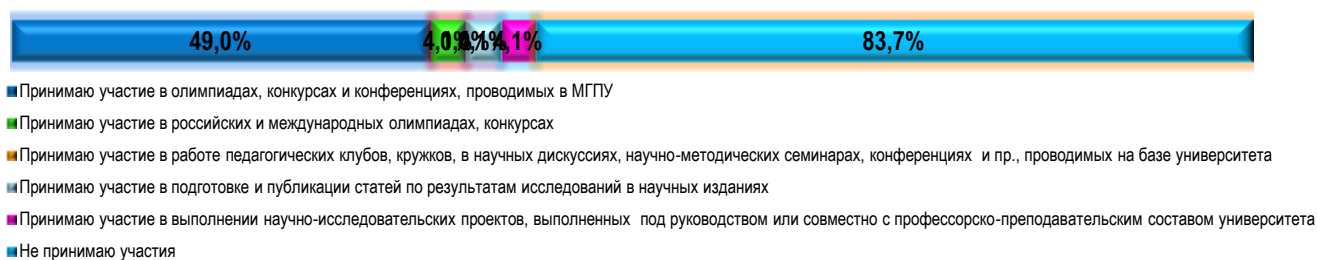 49,0% 4,1% 83,7%
Принимаю участие в олимпиадах, конкурсах и конференциях, проводимых в МГПУ
Принимаю участие в российских и международных олимпиадах, конкурсах
Принимаю участие в работе педагогических клубов, кружков, в научных дискуссиях, научно-методических семинарах, конференциях и пр., проводимых на базе университета
Принимаю участие в подготовке и публикации статей по результатам исследований в научных изданиях
Принимаю участие в выполнении научно-исследовательских проектов, выполненных под руководством или совместно с профессорско-преподавательским составом университета
Не принимаю участия